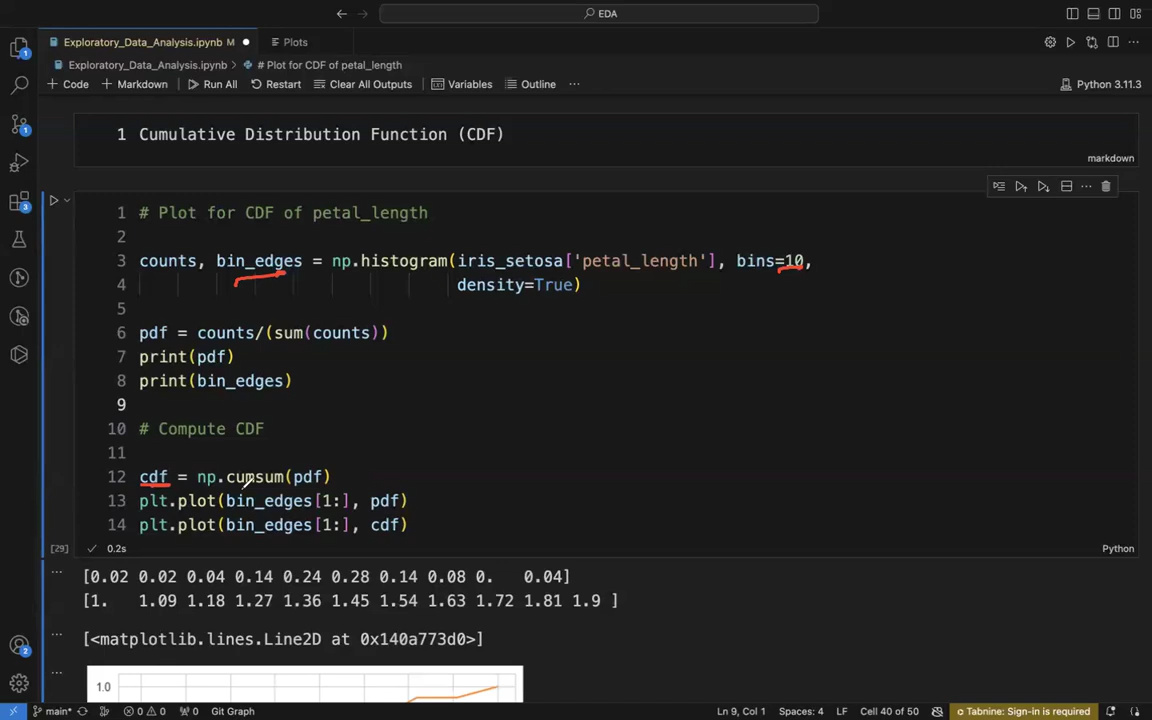 EDA
Exploratory_Data_Analysis.ipynb M
Plots
Exploratory_Data_Analysis.ipynb > # Plot for CDF of petal_length
+ Code + Markdown Run All Restart Clear All Outputs Variables Outline ... Python 3.11.3
1 Cumulative Distribution Function (CDF)
markdown
1 # Plot for CDF of petal_length
2
3 counts, bin_edges = np.histogram(iris_setosa['petal_length'], bins=10,
4 density=True)
5
6 pdf = counts/(sum(counts))
7 print(pdf)
8 print(bin_edges)
9
10 # Compute CDF
11
12 cdf = np.cumsum(pdf)
13 plt.plot(bin_edges[1:], pdf)
14 plt.plot(bin_edges[1:], cdf)
[29] 0.2s Python
[0.02 0.02 0.04 0.14 0.24 0.28 0.14 0.08 0. 0.04]
[1. 1.09 1.18 1.27 1.36 1.45 1.54 1.63 1.72 1.81 1.9 ]
[<matplotlib.lines.Line2D at 0x140a773d0>]
1.0
1
1
3
2
main* 0 0 0 Git Graph Ln 9, Col 1 Spaces: 4 LF Cell 40 of 50 Tabnine: Sign-in is required